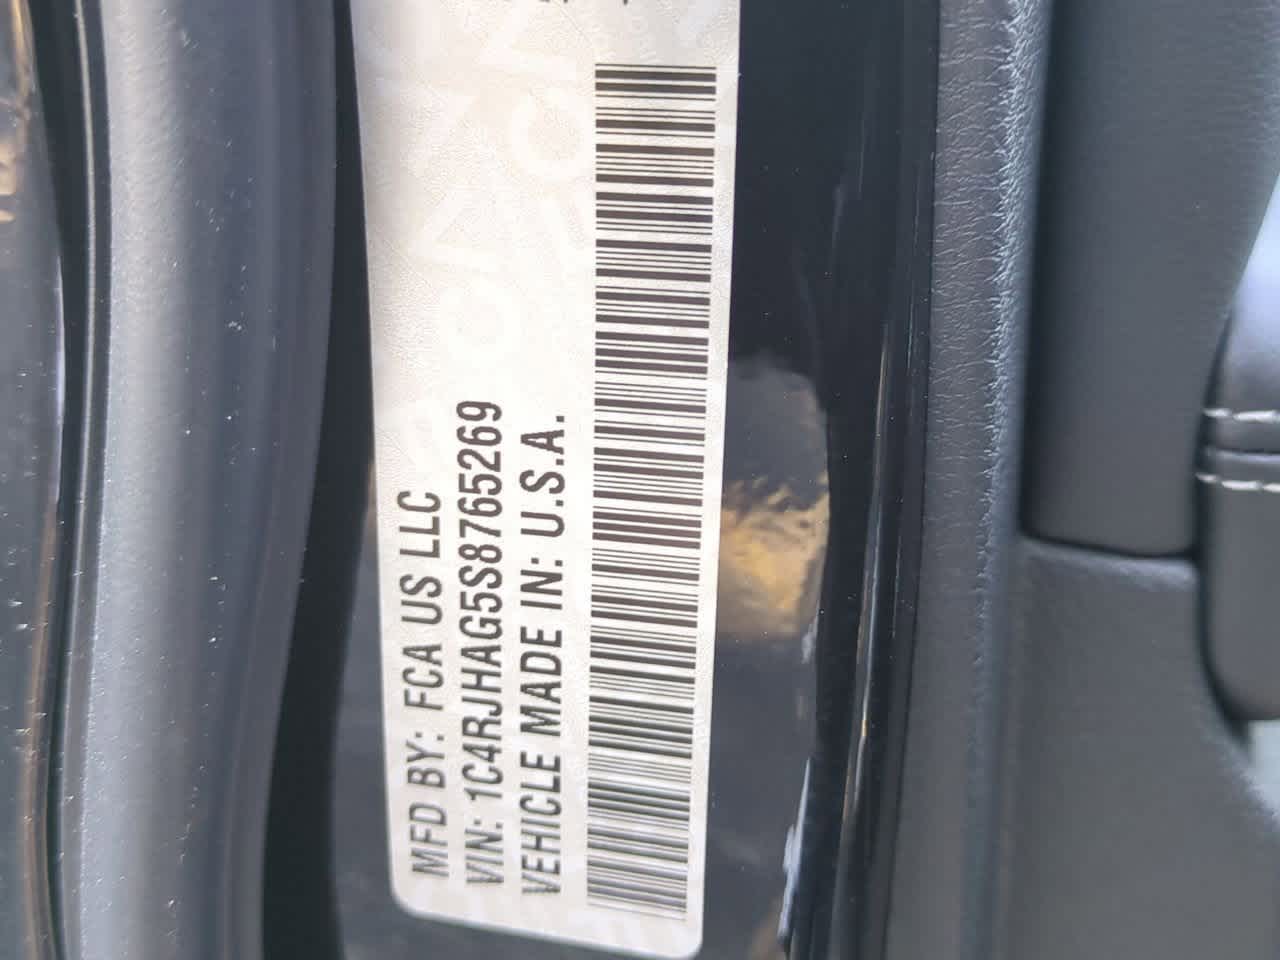 MFD BY: FCA US LLC
VIN: 1C4RJHAG5S8765269
VEHICLE MADE IN: U.S.A.